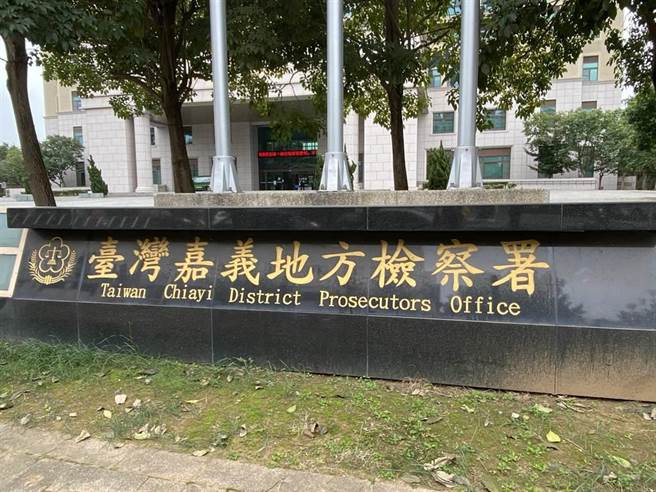 臺灣嘉義地方檢察署
Taiwan Chiayi District Prosecutors Office